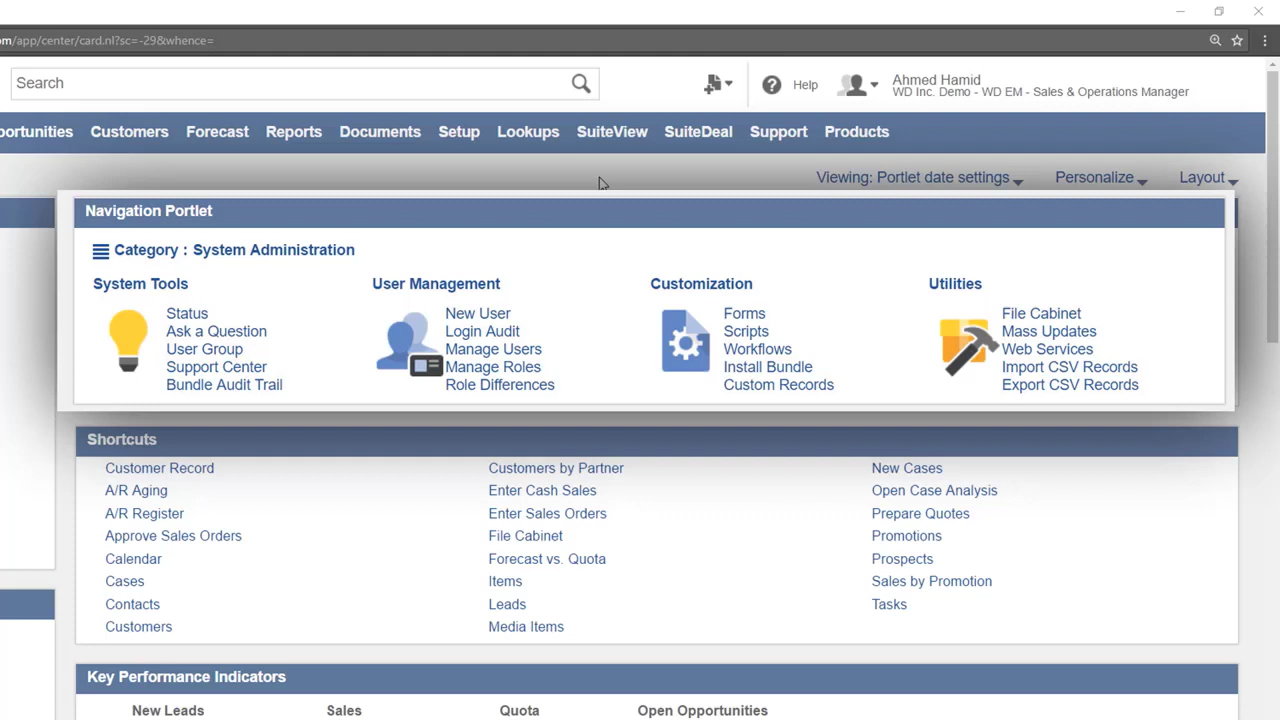 om/app/center/card.nl?sc=-29&whence=
Search
Help
Ahmed Hamid
WD Inc. Demo - WD EM - Sales & Operations Manager
portunities Customers Forecast Reports Documents Setup Lookups SuiteView SuiteDeal Support Products
Viewing: Portlet date settings Personalize Layout
Navigation Portlet
Category : System Administration
System Tools
Status
Ask a Question
User Group
Support Center
Bundle Audit Trail
User Management
New User
Login Audit
Manage Users
Manage Roles
Role Differences
Customization
Forms
Scripts
Workflows
Install Bundle
Custom Records
Utilities
File Cabinet
Mass Updates
Web Services
Import CSV Records
Export CSV Records
Shortcuts
Customer Record
A/R Aging
A/R Register
Approve Sales Orders
Calendar
Cases
Contacts
Customers
Customers by Partner
Enter Cash Sales
Enter Sales Orders
File Cabinet
Forecast vs. Quota
Items
Leads
Media Items
New Cases
Open Case Analysis
Prepare Quotes
Promotions
Prospects
Sales by Promotion
Tasks
Key Performance Indicators
New Leads Sales Quota Open Opportunities